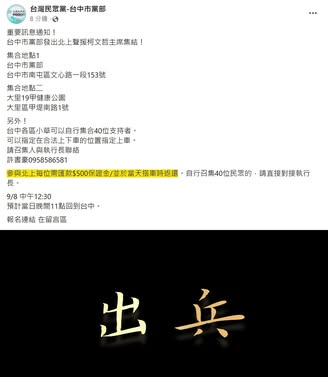 台灣民眾黨-台中市黨部
8 分鐘
重要訊息通知！
台中市黨部發出北上聲援柯文哲主席集結！
集合地點1
台中市黨部
台中市南屯區文心路一段153號
集合地點二
大里19甲健康公園
大里區甲堤南路1號
另外！
台中各區小草可以自行集合40位支持者。
可以指定在合法上下車的位置指定上車。
請召集人與執行長聯絡
許書豪0958586581
參與北上每位需匯款$500保證金/並於當天搭車時返還。自行召集40位民眾的，請直接對接執行
長。
9/8 中午12:30
預計當日晚間11點回到台中。
報名連結 在留言區
出兵